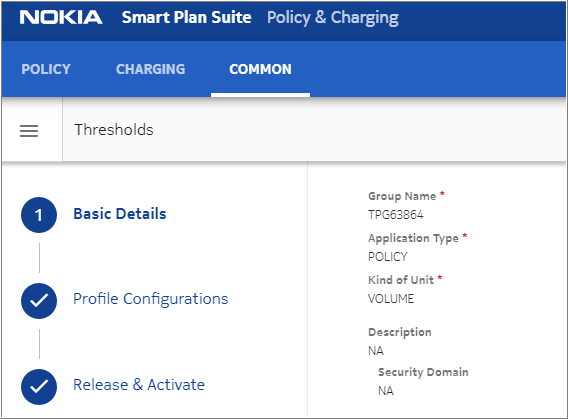 NOKIA Smart Plan Suite Policy & Charging
POLICY CHARGING COMMON
Thresholds
1 Basic Details
Profile Configurations
Release & Activate
Group Name *
TPG63864
Application Type *
POLICY
Kind of Unit *
VOLUME
Description
NA
Security Domain
NA